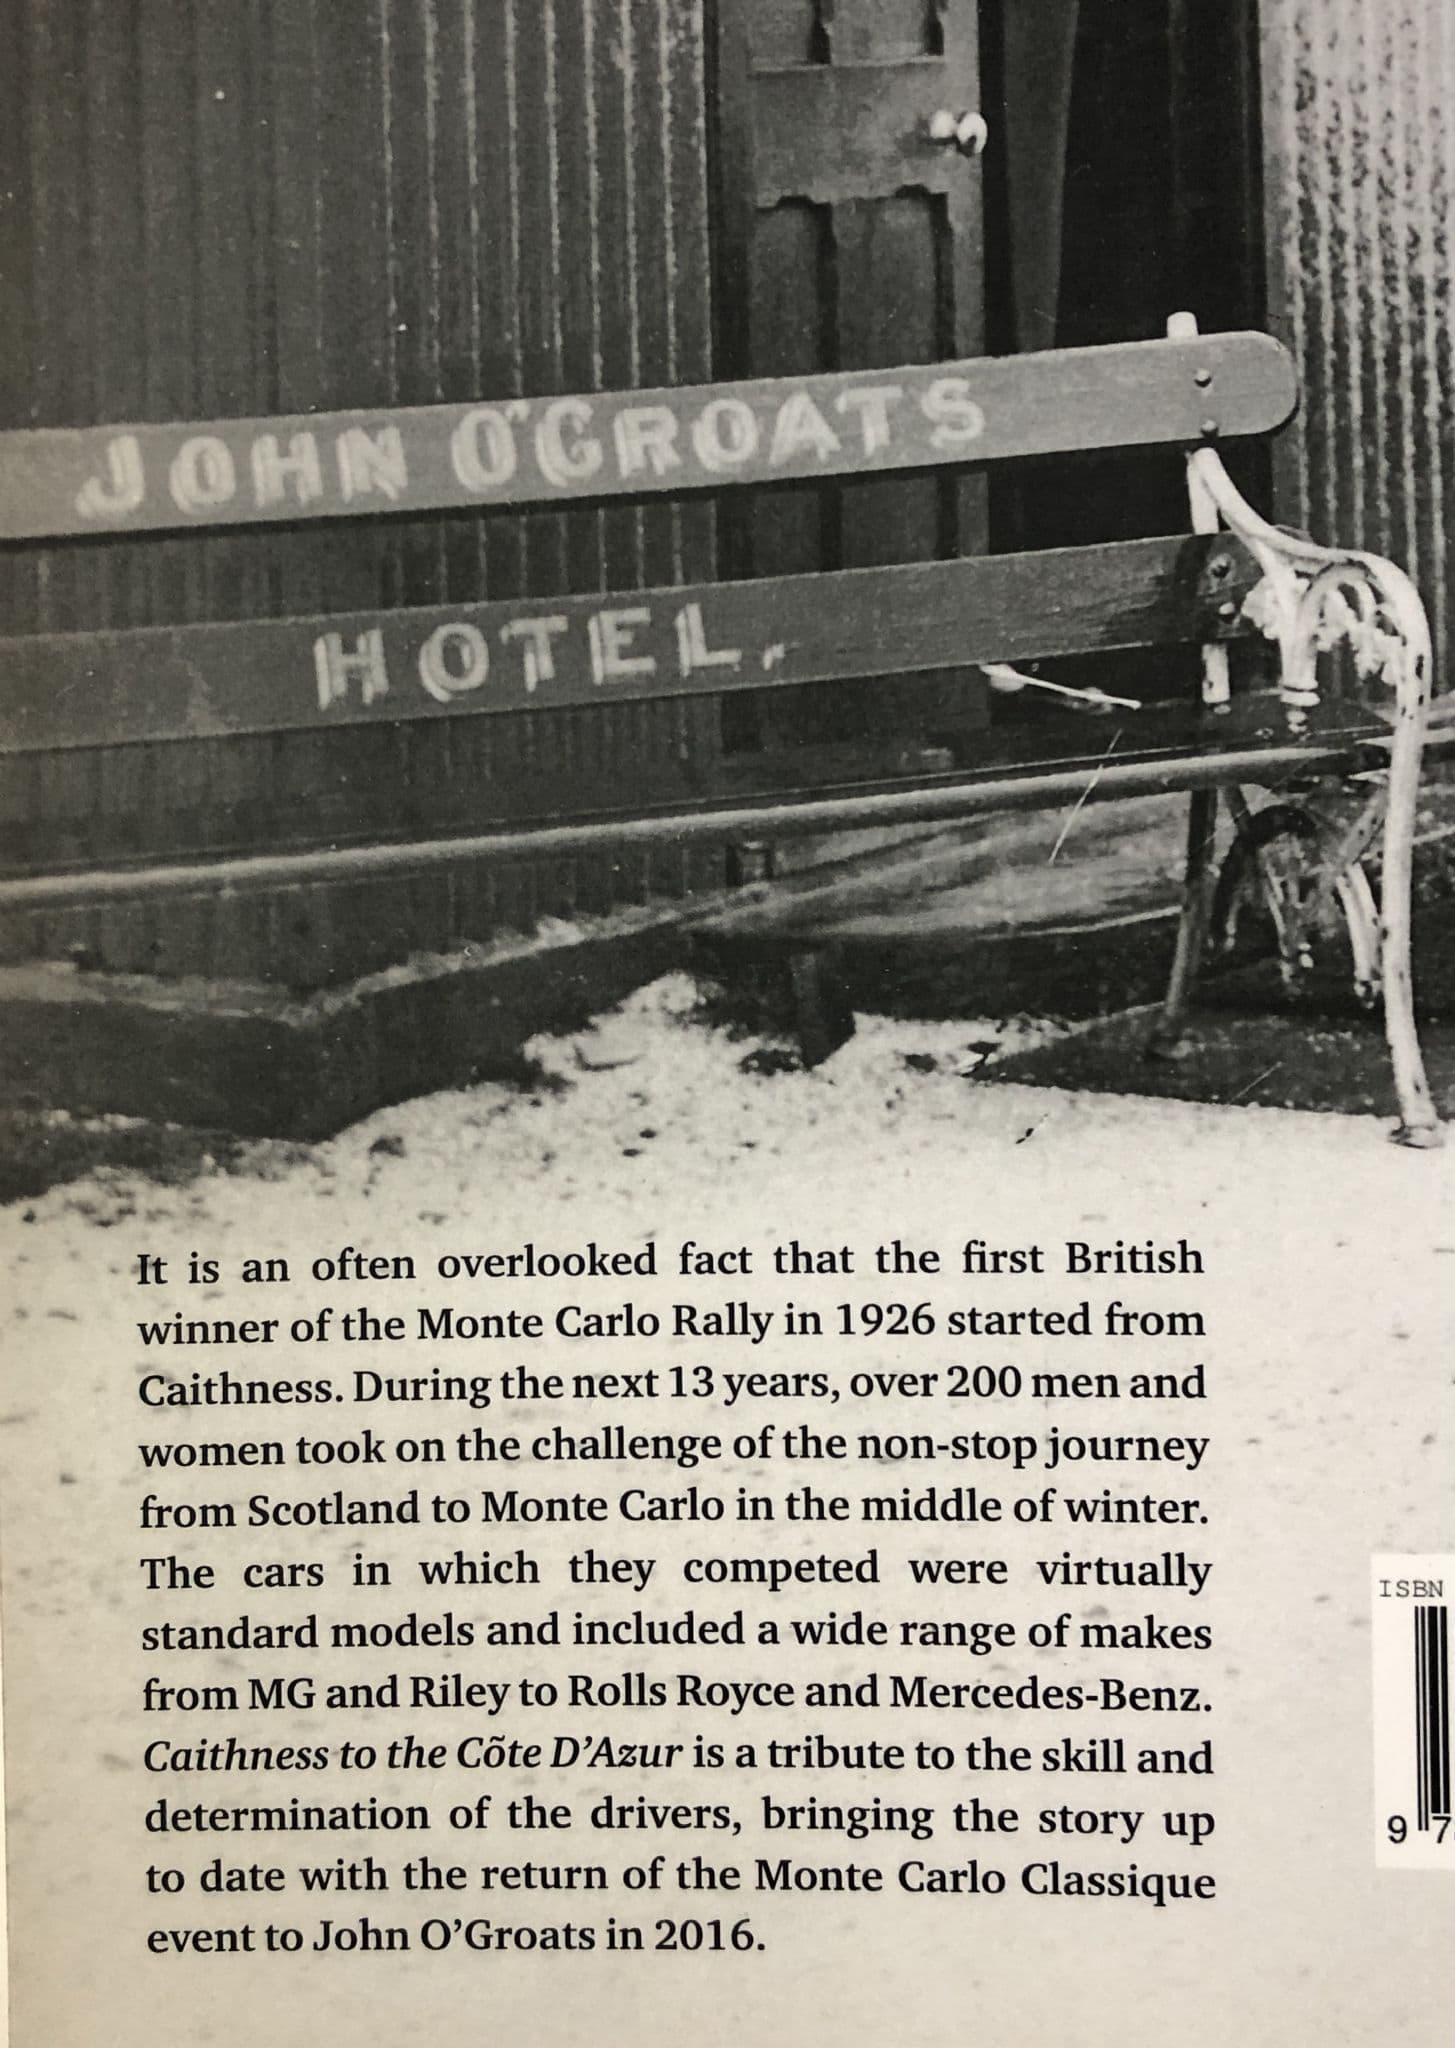 JOHN O'GROATS
HOTEL.
It is an often overlooked fact that the first British
winner of the Monte Carlo Rally in 1926 started from
Caithness. During the next 13 years, over 200 men and
women took on the challenge of the non-stop journey
from Scotland to Monte Carlo in the middle of winter.
The cars in which they competed were virtually
standard models and included a wide range of makes
from MG and Riley to Rolls Royce and Mercedes-Benz.
Caithness to the Cõte D’Azur is a tribute to the skill and
determination of the drivers, bringing the story up
to date with the return of the Monte Carlo Classique
event to John O’Groats in 2016.
ISBN
9 7